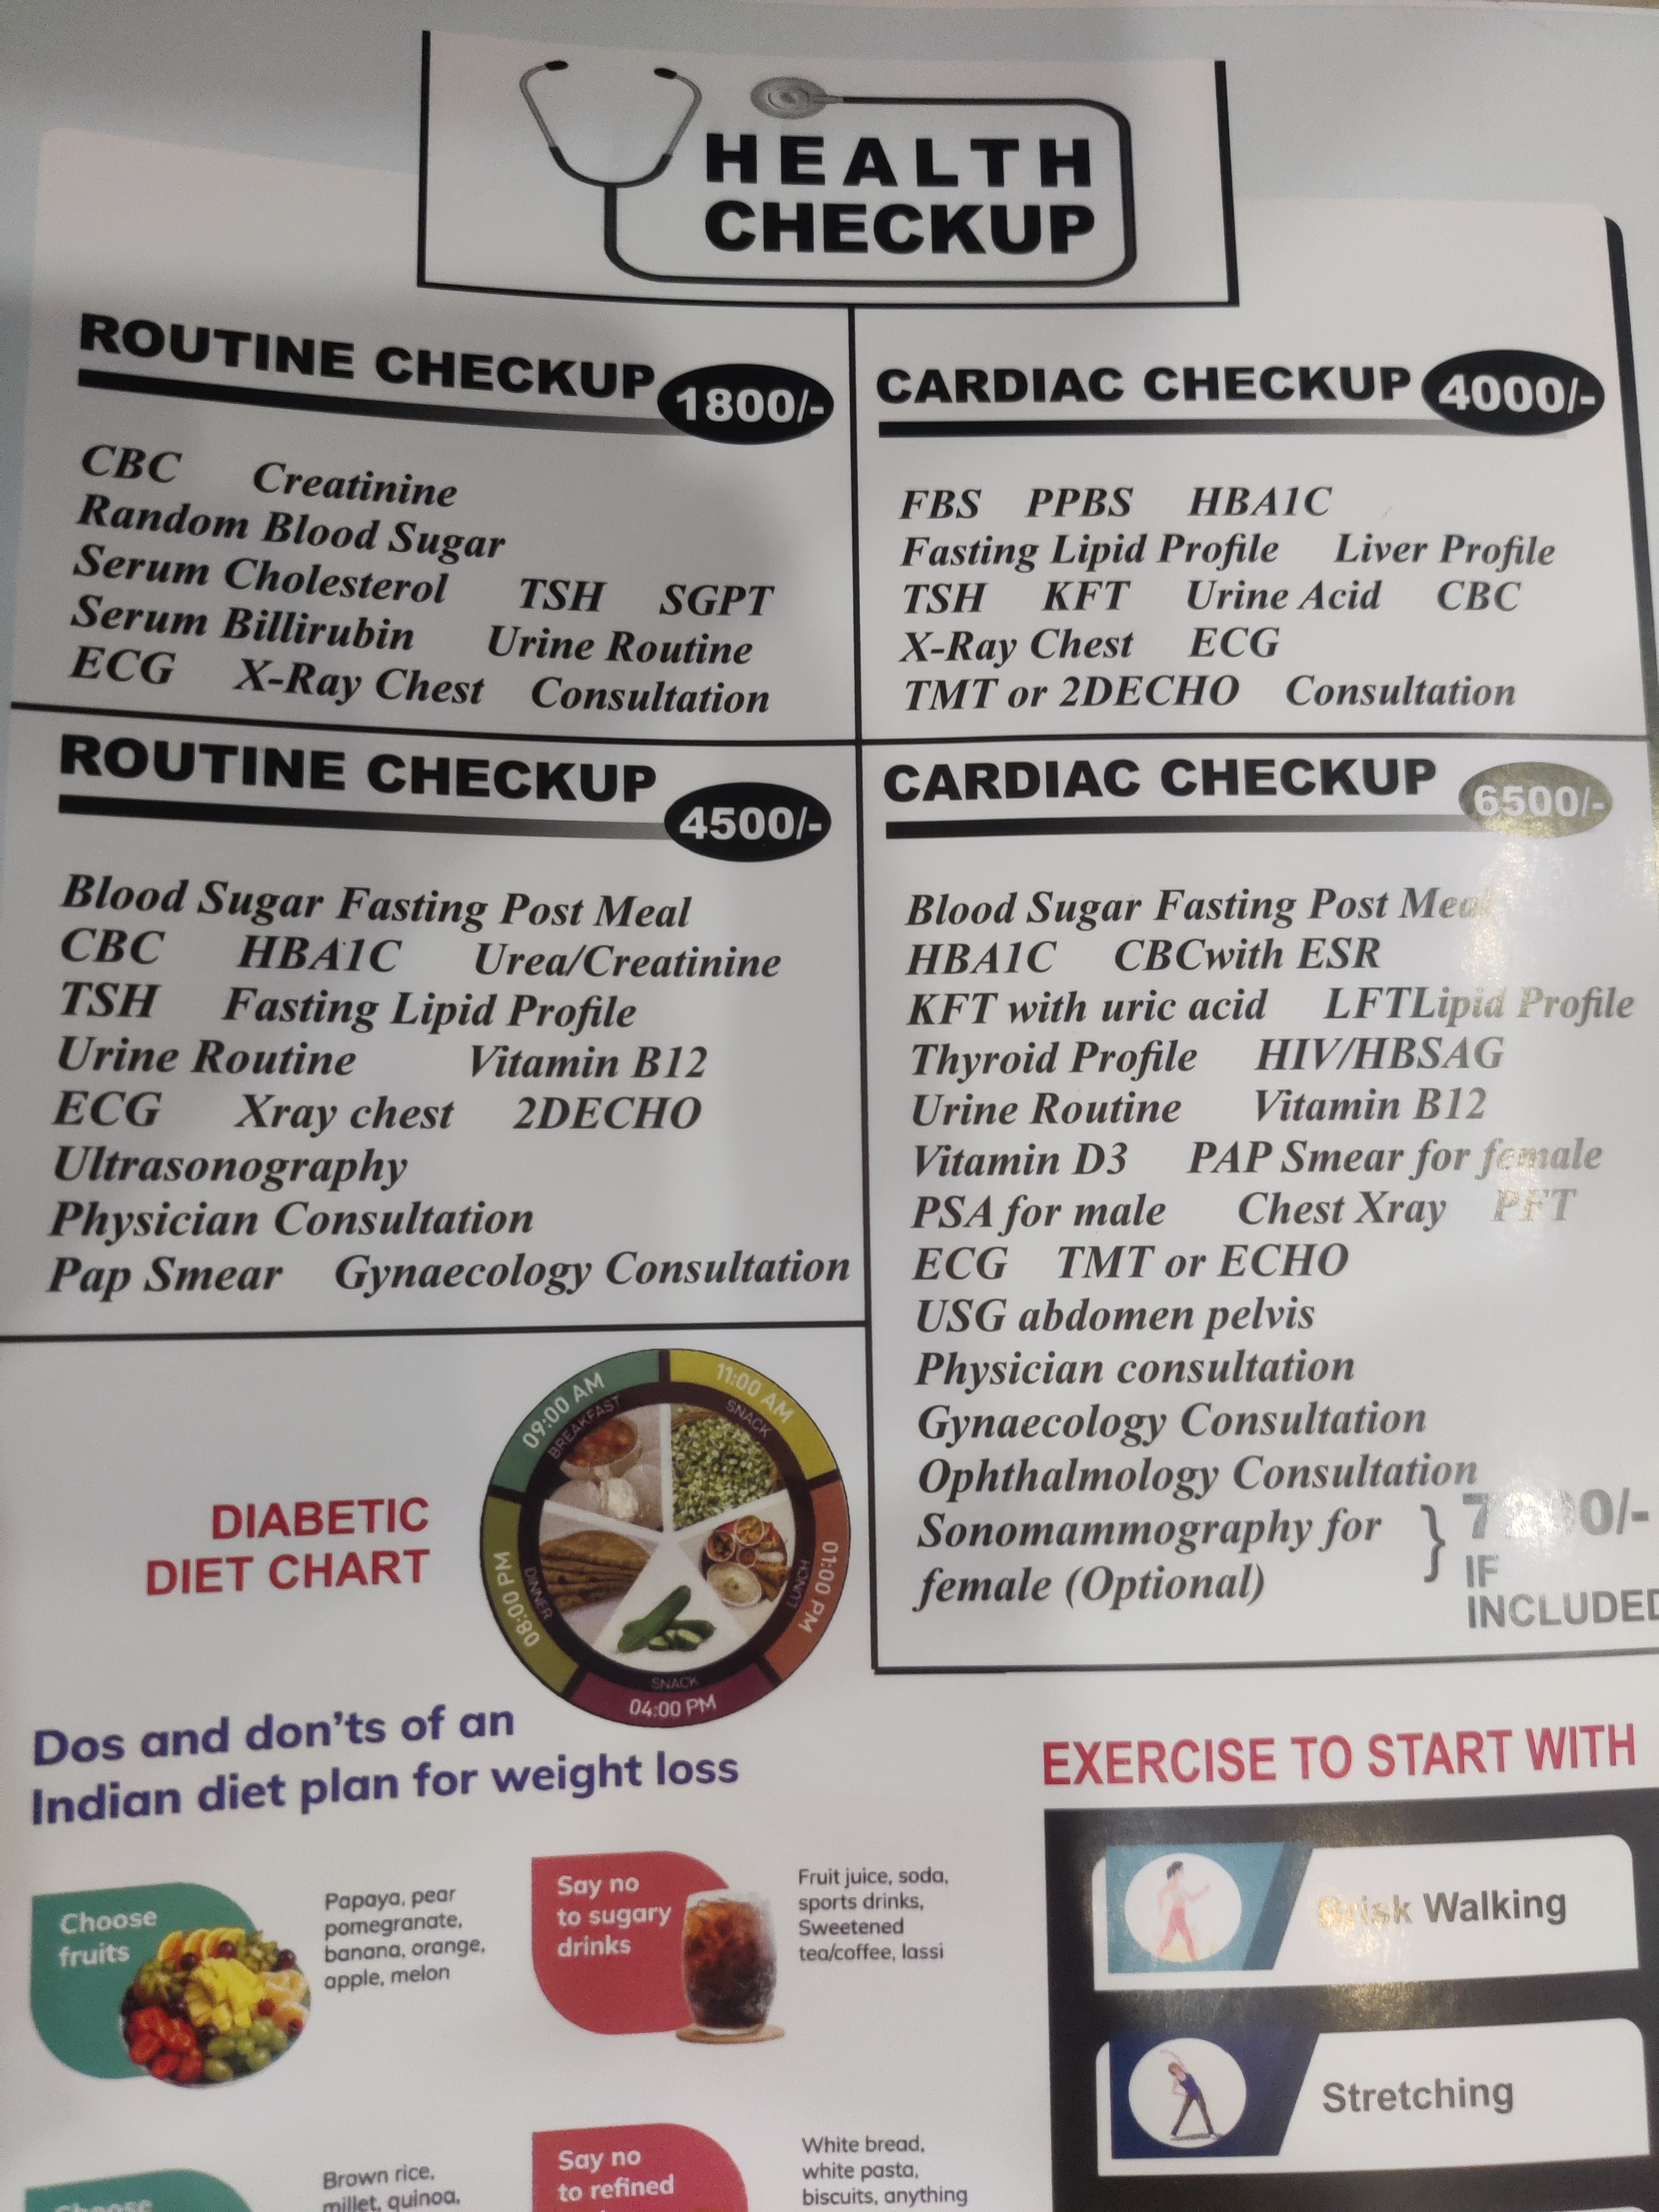 HEALTH
CHECKUP
ROUTINE CHECKUP 1800/-
CBC Creatinine
Random Blood Sugar
Serum Cholesterol TSH SGPT
Serum Billirubin Urine Routine
ECG X-Ray Chest Consultation
CARDIAC CHECKUP 4000/-
FBS PPBS HBA1C
Fasting Lipid Profile Liver Profile
TSH KFT Urine Acid CBC
X-Ray Chest ECG
TMT or 2DECHO Consultation
ROUTINE CHECKUP 4500/-
Blood Sugar Fasting Post Meal
CBC HBA1C Urea/Creatinine
TSH Fasting Lipid Profile
Urine Routine Vitamin B12
ECG Xray chest 2DECHO
Ultrasonography
Physician Consultation
Pap Smear Gynaecology Consultation
CARDIAC CHECKUP 6500/-
Blood Sugar Fasting Post Meal
HBA1C CBCwith ESR
KFT with uric acid LFTLipid Profile
Thyroid Profile HIV/HBSAG
Urine Routine Vitamin B12
Vitamin D3 PAP Smear for female
PSA for male Chest Xray PFT
ECG TMT or ECHO
USG abdomen pelvis
Physician consultation
Gynaecology Consultation
Ophthalmology Consultation
Sonomammography for
female (Optional) }
IF
INCLUDED
DIABETIC
DIET CHART
09:00 AM
BREAKFAST
11:00 AM
SNACK
01:00 PM
LUNCH
SNACK
04:00 PM
08:00 PM
DINNER
Dos and don'ts of an
Indian diet plan for weight loss
Choose
fruits
Papaya, pear
pomegranate,
banana, orange,
apple, melon
Say no
to sugary
drinks
Fruit juice, soda,
sports drinks,
Sweetened
tea/coffee, lassi
Choose
Brown rice,
millet, quinoa,
Say no
to refined
White bread,
white pasta,
biscuits, anything
EXERCISE TO START WITH
Brisk Walking
Stretching